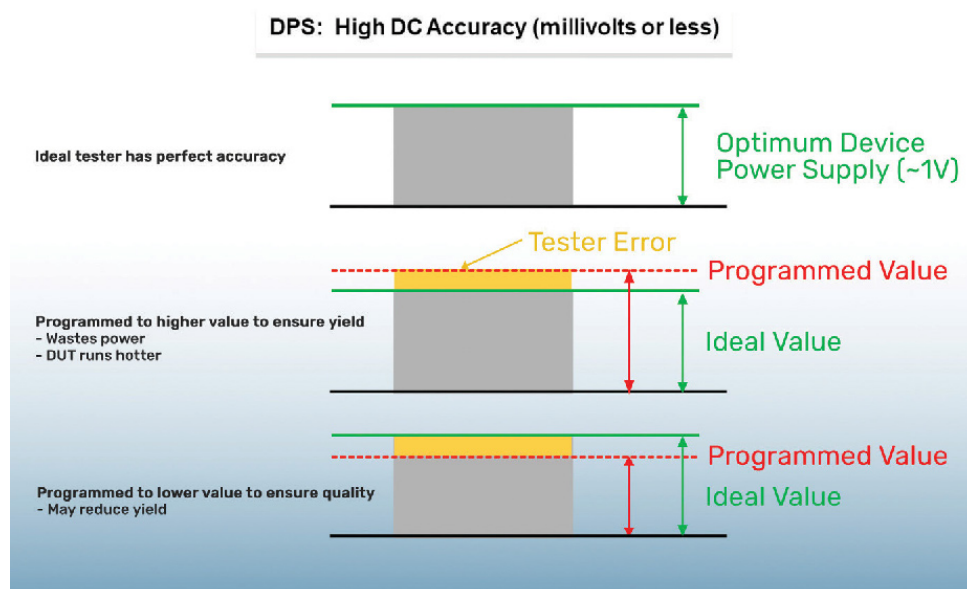 DPS:  High DC Accuracy (millivolts or less)
Ideal tester has perfect accuracy
Optimum Device
Power Supply (~1V)
Tester Error
Programmed Value
Programmed to higher value to ensure yield
- Wastes power
- DUT runs hotter
Ideal Value
Programmed Value
Programmed to lower value to ensure quality
- May reduce yield
Ideal Value